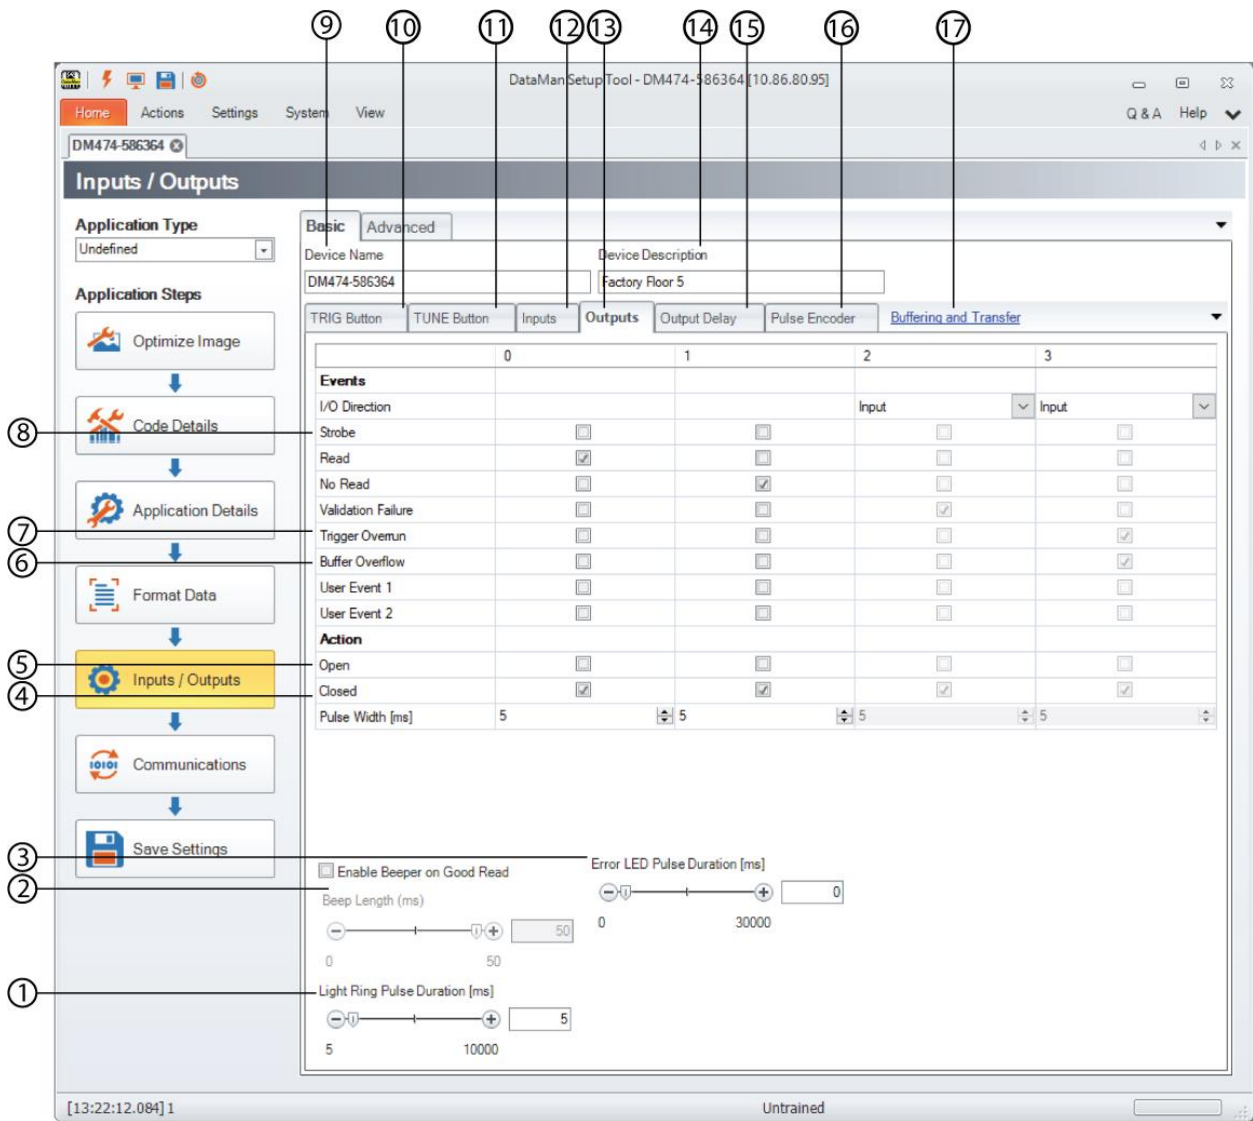 ⑨ ⑩ ⑪ ⑫ ⑬ ⑭ ⑮ ⑯ ⑰
DataMan Setup Tool - DM474-586364 [10.86.80.95]
Home Actions Settings System View Q & A Help
DM474-586364
Inputs / Outputs
Application Type
Undefined
Application Steps
Optimize Image
Code Details
Application Details
Format Data
Inputs / Outputs
Communications
Save Settings
Basic Advanced
Device Name Device Description
DM474-586364 Factory Floor 5
TRIG Button TUNE Button Inputs Outputs Output Delay Pulse Encoder Buffering and Transfer
0 1 2 3
Events
I/O Direction Input Input
⑧ Strobe
Read
No Read
Validation Failure
⑦ Trigger Overrun
⑥ Buffer Overflow
User Event 1
User Event 2
Action
⑤ Open
④ Closed
Pulse Width [ms] 5 5 5 5
③ Error LED Pulse Duration [ms]
0
0 30000
Enable Beeper on Good Read
② Beep Length (ms)
50
0 50
① Light Ring Pulse Duration [ms]
5
5 10000
[13:22:12.084] 1 Untrained